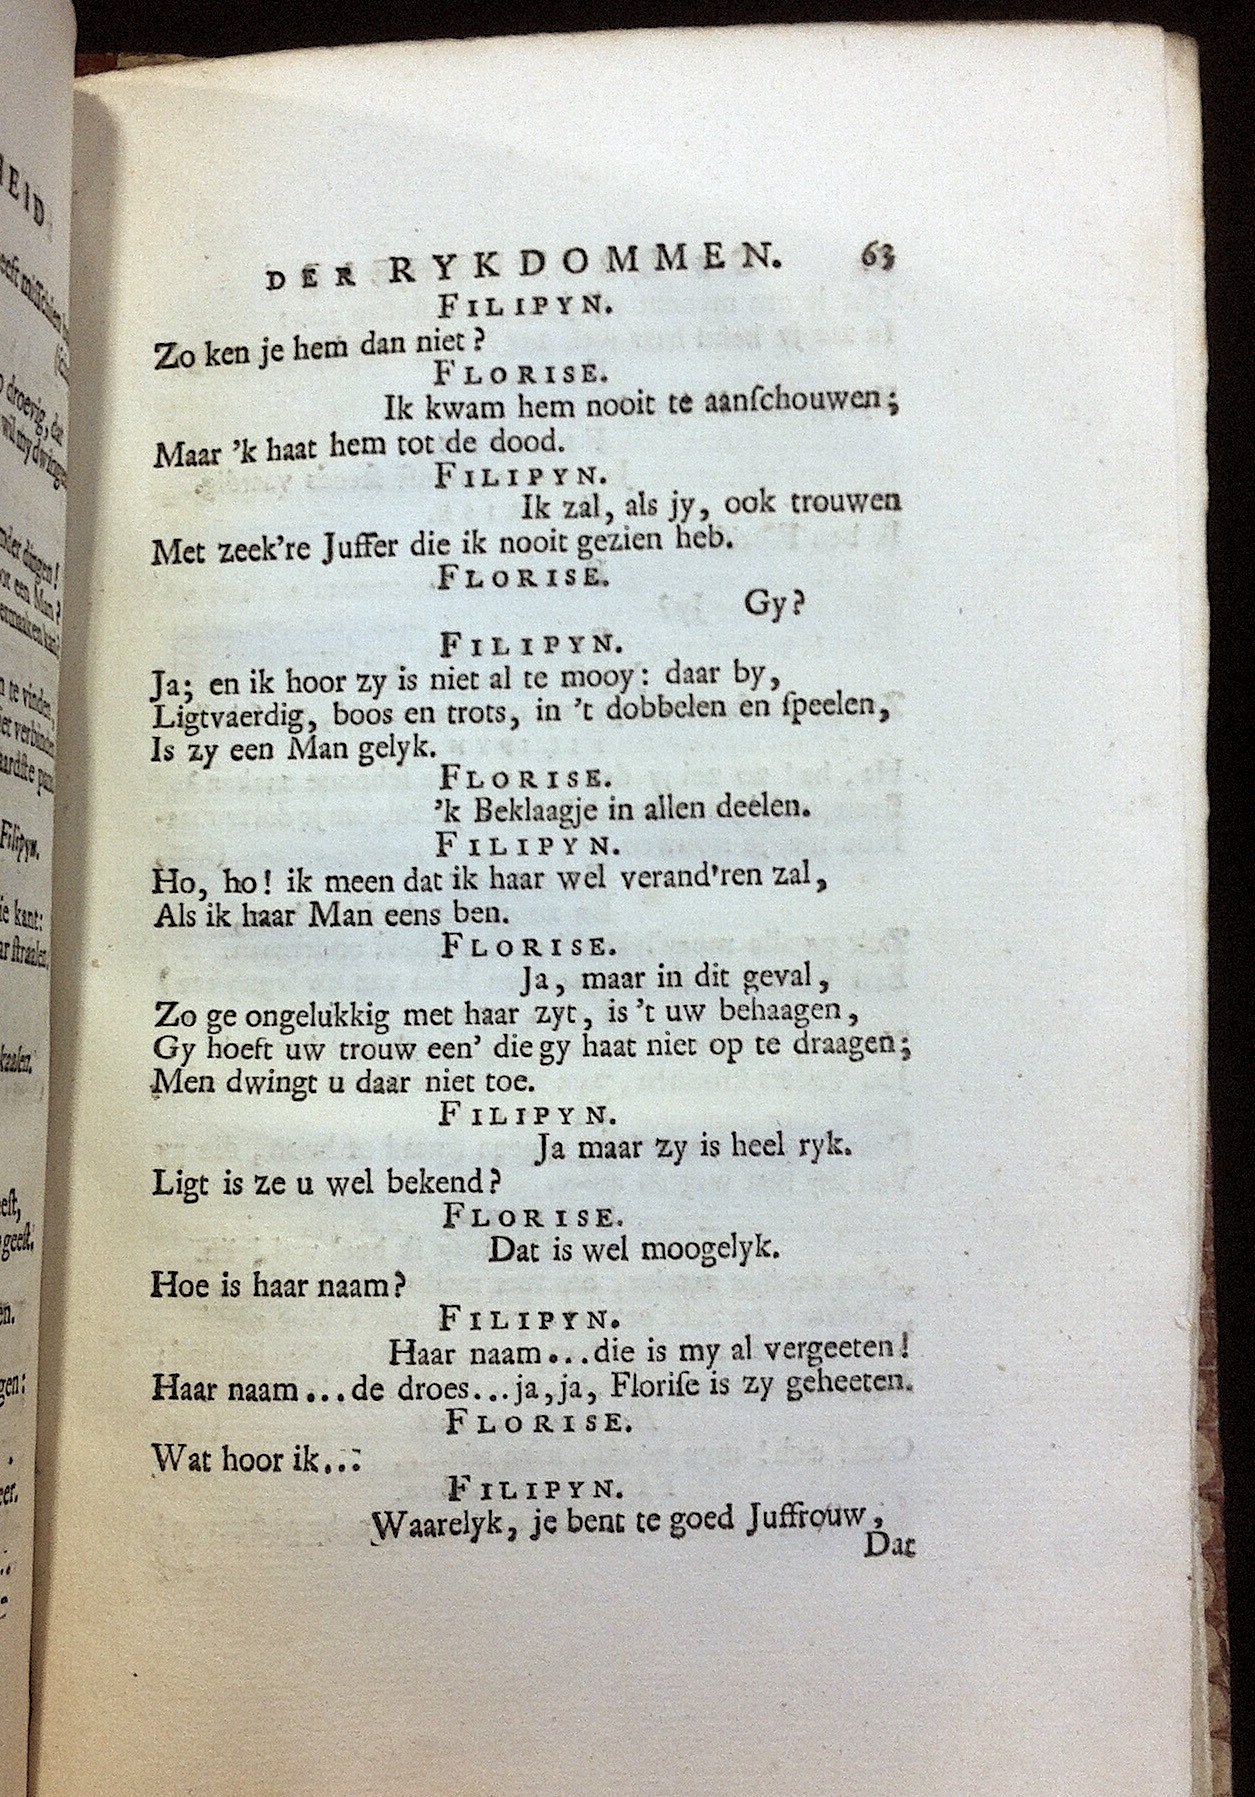 DER RYKDOMMEN. 63
FILIPYN.
Zo ken je hem dan niet?
FLORISE.
Ik kwam hem nooit te aanſchouwen;
Maar 'k haat hem tot de dood.
FILIPYN.
Ik zal, als jy, ook trouwen
Met zeek're Juffer die ik nooit gezien heb.
FLORISE.
Gy?
FILIPYN.
Ja; en ik hoor zy is niet al te mooy: daar by,
Ligtvaerdig, boos en trots, in 't dobbelen en ſpeelen,
Is zy een Man gelyk.
FLORISE.
'k Beklaagje in allen deelen.
FILIPYN.
Ho, ho! ik meen dat ik haar wel verand'ren zal,
Als ik haar Man eens ben.
FLORISE.
Ja, maar in dit geval,
Zo ge ongelukkig met haar zyt, is 't uw behaagen,
Gy hoeft uw trouw een' die gy haat niet op te draagen;
Men dwingt u daar niet toe.
FILIPYN.
Ja maar zy is heel ryk.
Ligt is ze u wel bekend?
FLORISE.
Dat is wel moogelyk.
Hoe is haar naam?
FILIPYN.
Haar naam...die is my al vergeeten!
Haar naam...de droes...ja, ja, Floriſe is zy geheeten.
FLORISE.
Wat hoor ik...
FILIPYN.
Waarelyk, je bent te goed Juffrouw,
Dat